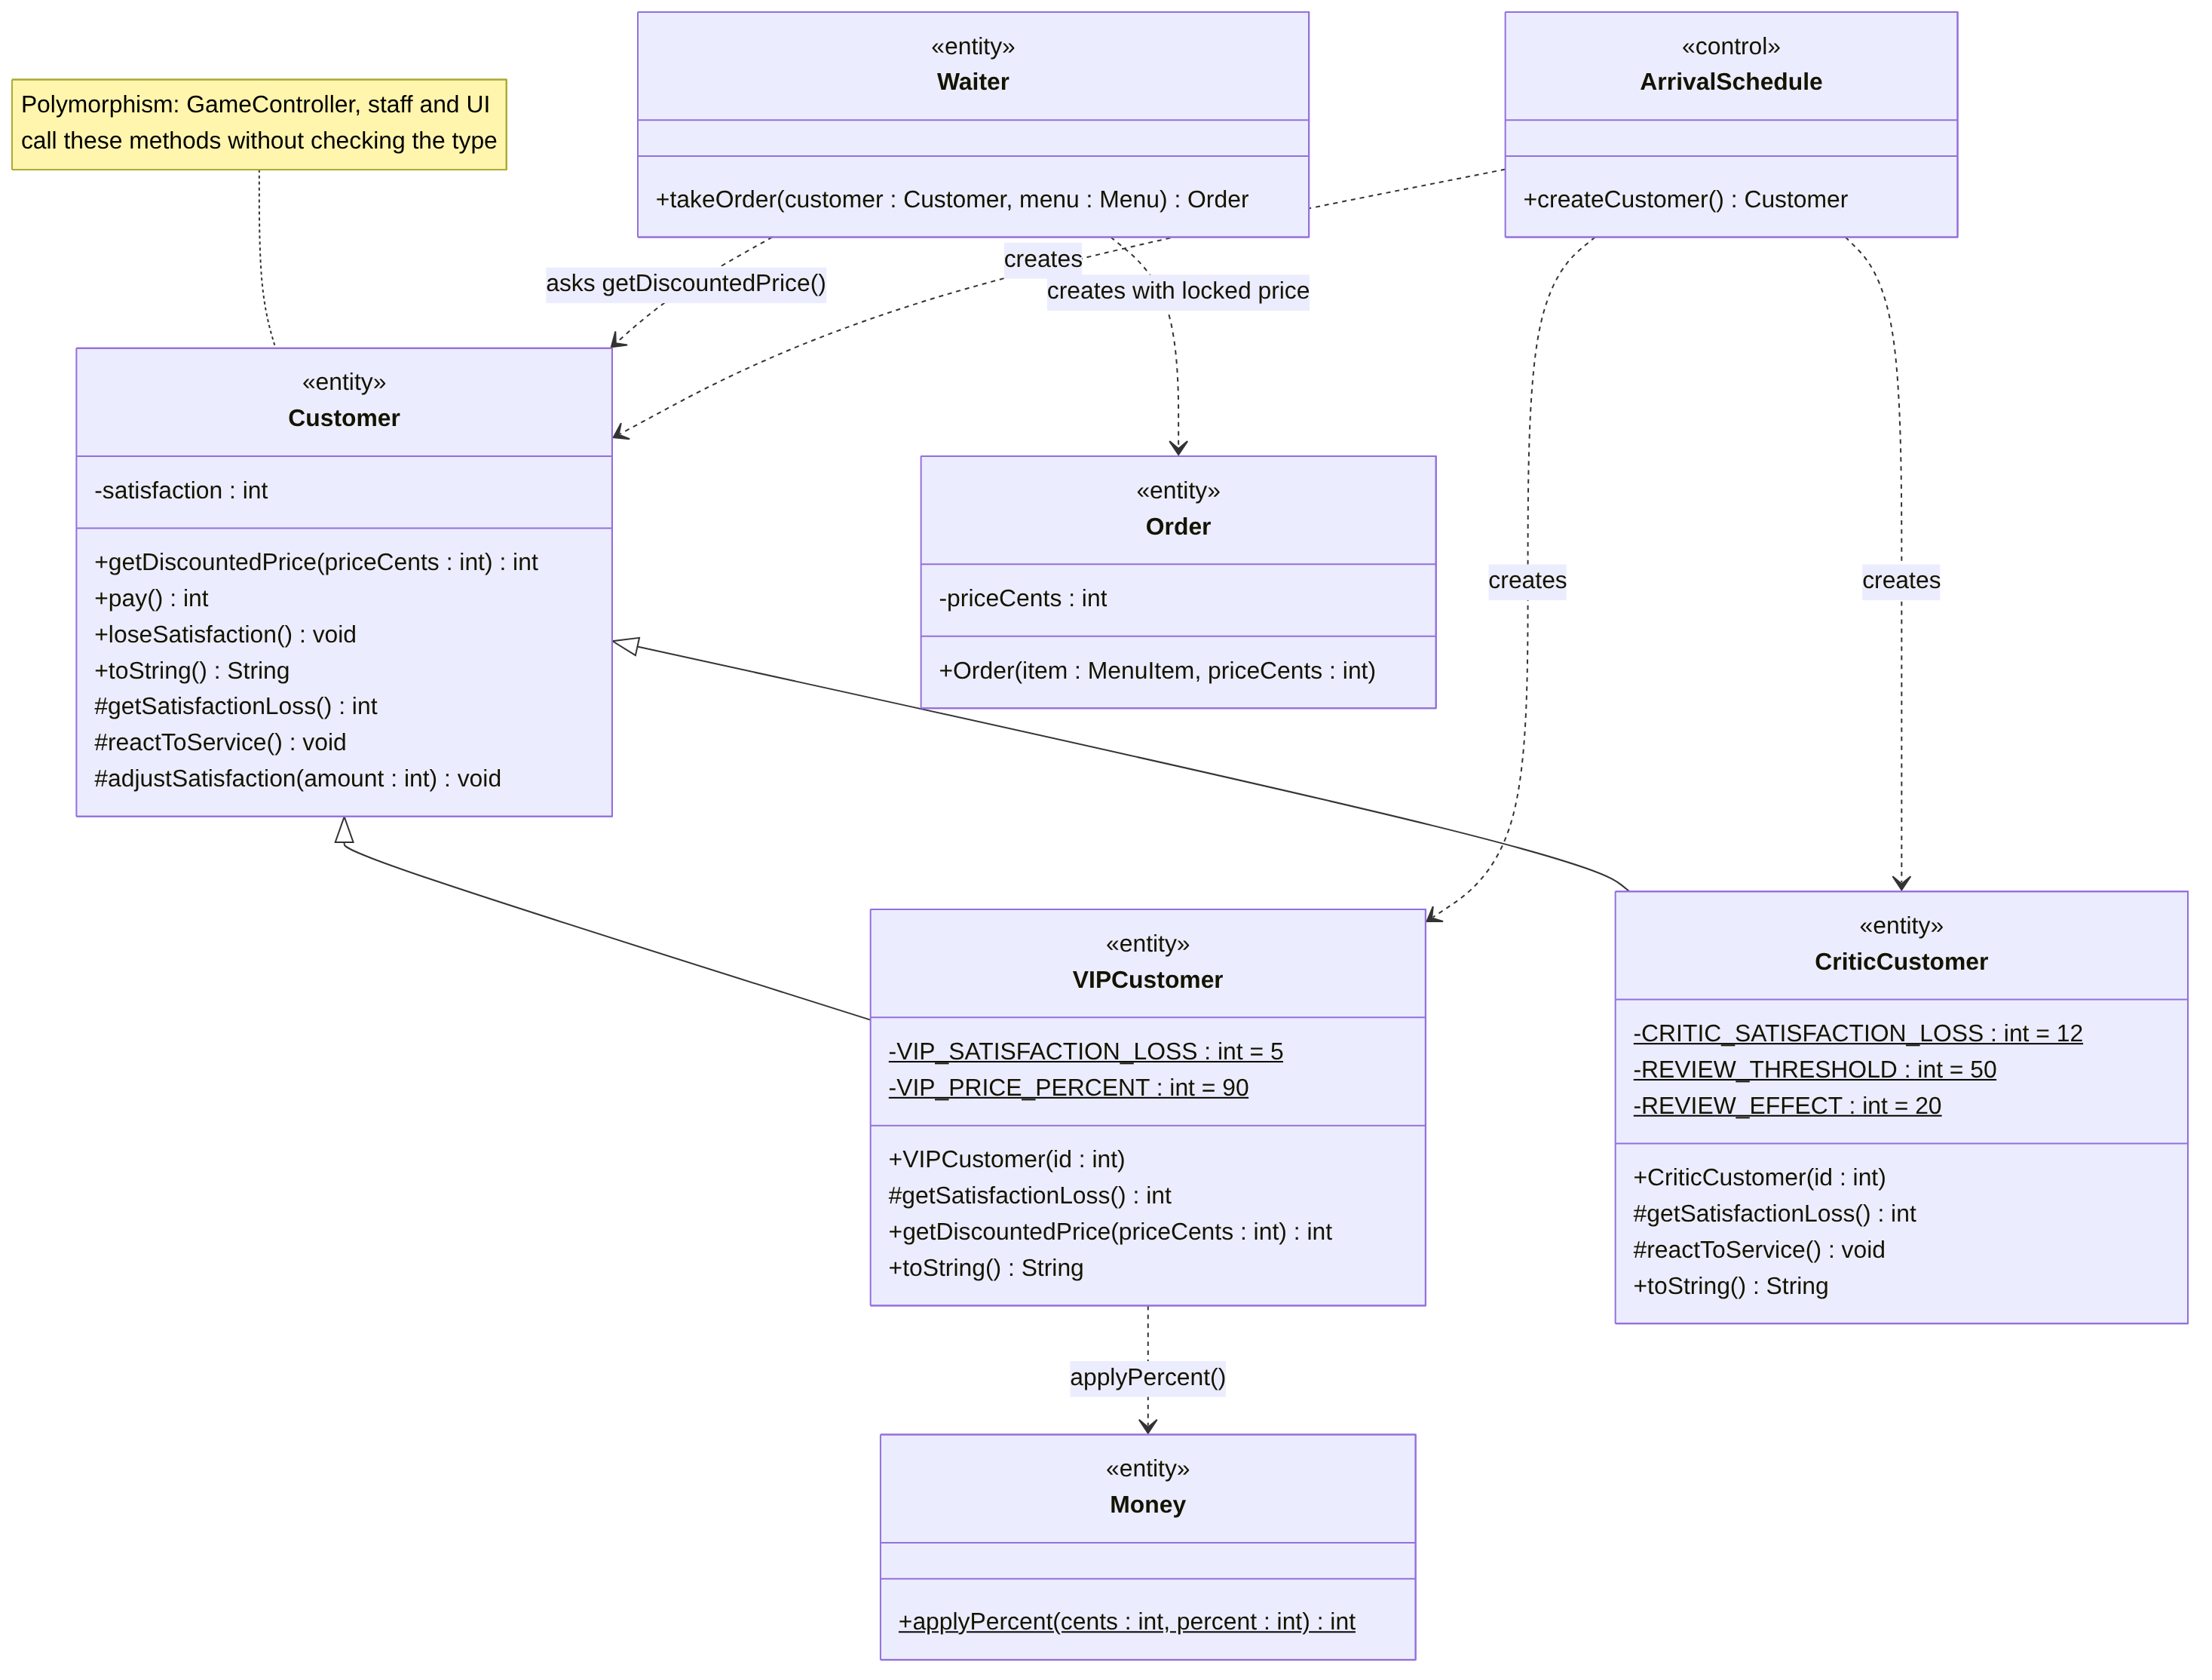 Polymorphism: GameController, staff and UI
call these methods without checking the type
«entity»
Waiter
+takeOrder(customer : Customer, menu : Menu) : Order
«control»
ArrivalSchedule
+createCustomer() : Customer
asks getDiscountedPrice()
creates
creates with locked price
«entity»
Customer
-satisfaction : int
+getDiscountedPrice(priceCents : int) : int
+pay() : int
+loseSatisfaction() : void
+toString() : String
#getSatisfactionLoss() : int
#reactToService() : void
#adjustSatisfaction(amount : int) : void
«entity»
Order
-priceCents : int
+Order(item : MenuItem, priceCents : int)
creates
creates
«entity»
VIPCustomer
-VIP_SATISFACTION_LOSS : int = 5
-VIP_PRICE_PERCENT : int = 90
+VIPCustomer(id : int)
#getSatisfactionLoss() : int
+getDiscountedPrice(priceCents : int) : int
+toString() : String
«entity»
CriticCustomer
-CRITIC_SATISFACTION_LOSS : int = 12
-REVIEW_THRESHOLD : int = 50
-REVIEW_EFFECT : int = 20
+CriticCustomer(id : int)
#getSatisfactionLoss() : int
#reactToService() : void
+toString() : String
applyPercent()
«entity»
Money
+applyPercent(cents : int, percent : int) : int